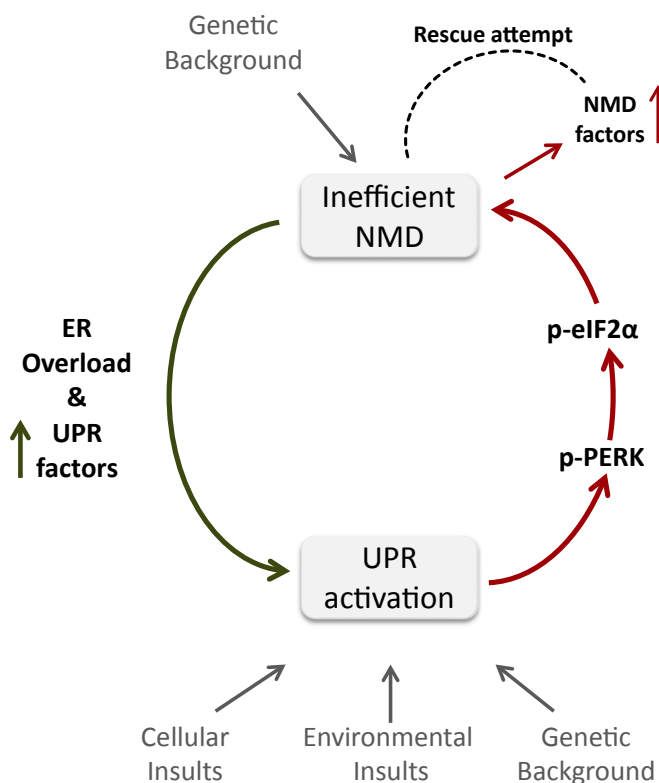 Genetic
Background
Rescue attempt
NMD
factors
Inefficient
NMD
ER
Overload
&
UPR
factors
p-eIF2α
p-PERK
UPR
activation
Cellular
Insults
Environmental
Insults
Genetic
Background